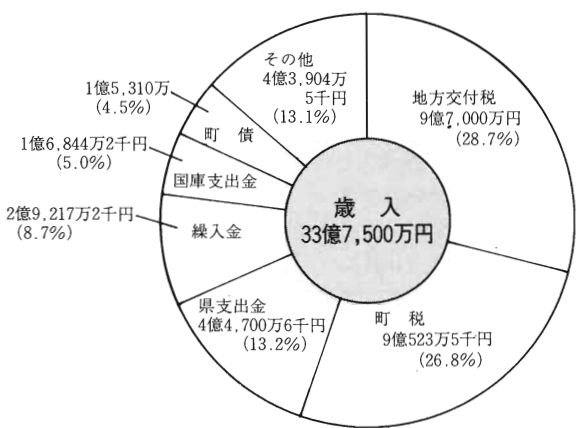 歳入
33億7,500万円
地方交付税
9億7,000万円
(28.7%)
町税
9億523万5千円
(26.8%)
県支出金
4億4,700万6千円
(13.2%)
繰入金
2億9,217万2千円
(8.7%)
国庫支出金
1億6,844万2千円
(5.0%)
町債
1億5,310万
(4.5%)
その他
4億3,904万
5千円
(13.1%)